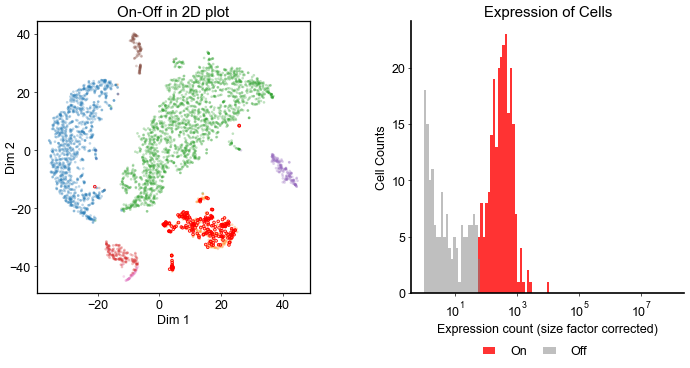 On-Off in 2D plot
Dim 2
40
20
0
−20
−40
−20
0
20
40
Dim 1
Expression of Cells
Cell Counts
20
15
10
5
0
10^1
10^3
10^5
10^7
Expression count (size factor corrected)
On
Off